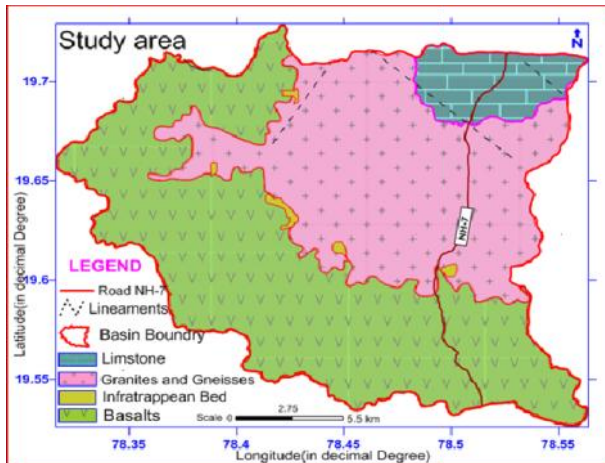 Study area
N
19.7
19.65
19.6
19.55
Latitude(in decimal Degree)
NH-7
LEGEND
Road NH-7
Lineaments
Basin Boundry
Limstone
Granites and Gneisses
Infratrappean Bed
Basalts
Scale 0 2.75 5.5 km
78.35 78.4 78.45 78.5 78.55
Longitude(in decimal Degree)